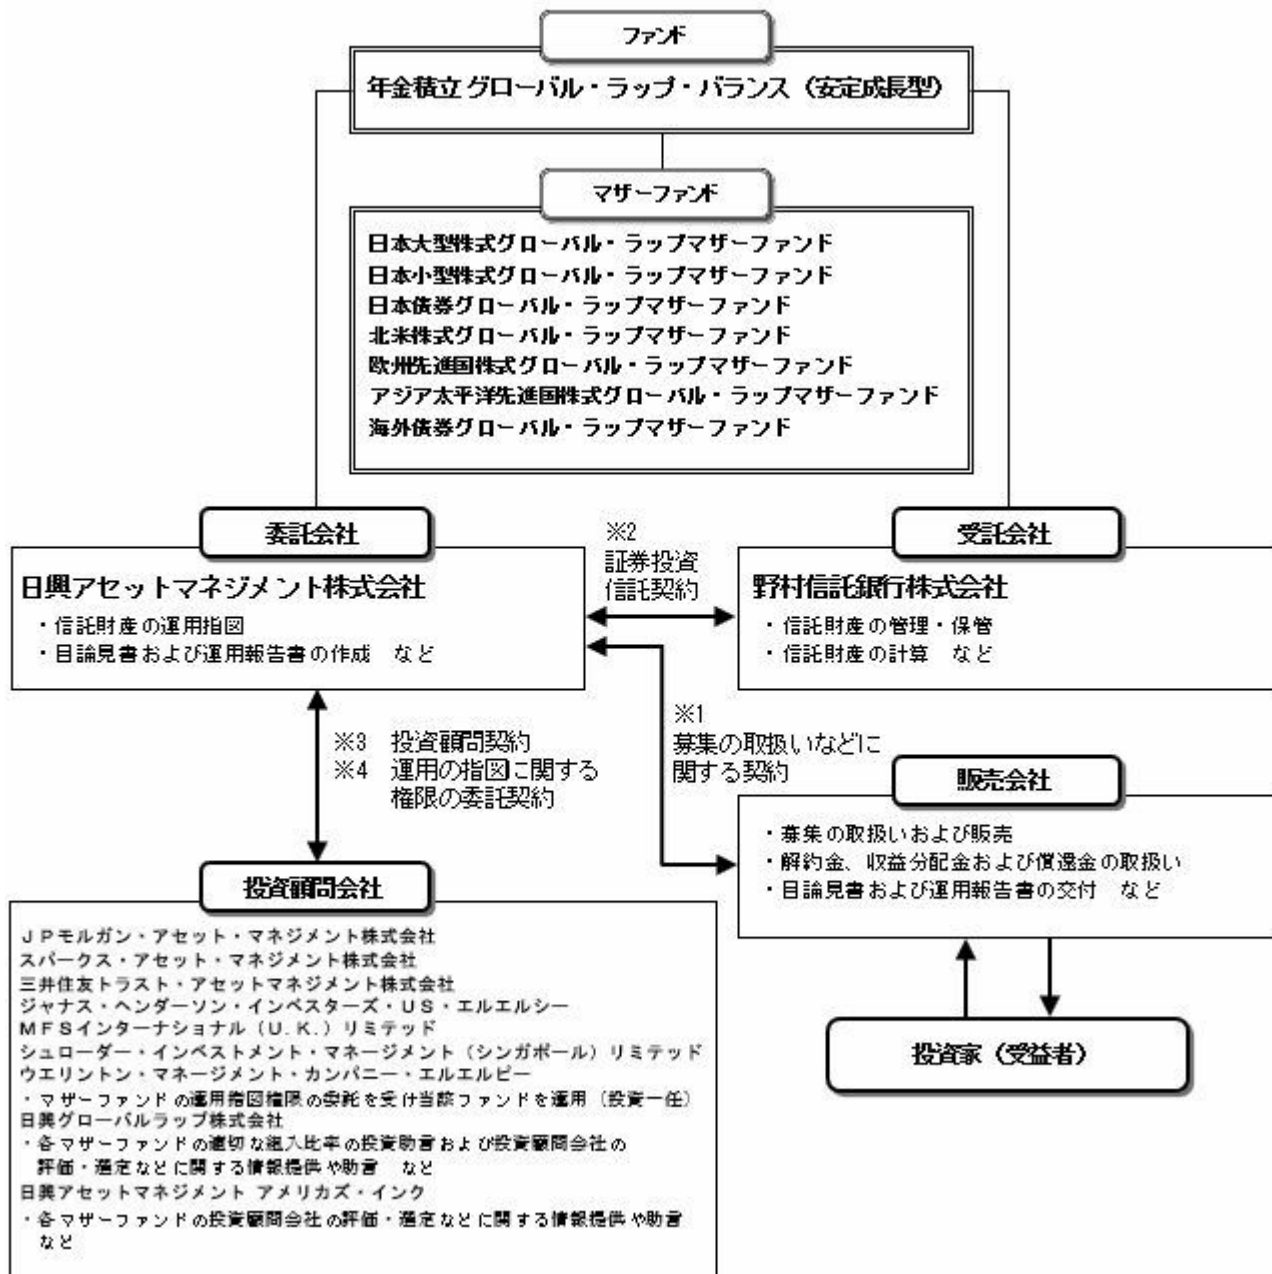 ファンド
年金積立 グローバル・ラップ・バランス（安定成長型）
マザーファンド
日本大型株式グローバル・ラップマザーファンド
日本小型株式グローバル・ラップマザーファンド
日本債券グローバル・ラップマザーファンド
北米株式グローバル・ラップマザーファンド
欧州先進国株式グローバル・ラップマザーファンド
アジア太平洋先進国株式グローバル・ラップマザーファンド
海外債券グローバル・ラップマザーファンド
委託会社
日興アセットマネジメント株式会社
・信託財産の運用指図
・目論見書および運用報告書の作成　など
※2
証券投資
信託契約
受託会社
野村信託銀行株式会社
・信託財産の管理・保管
・信託財産の計算　など
※3　投資顧問契約
※4　運用の指図に関する
権限の委託契約
※1
募集の取扱いなどに
関する契約
販売会社
・募集の取扱いおよび販売
・解約金、収益分配金および償還金の取扱い
・目論見書および運用報告書の交付　など
投資家（受益者）
投資顧問会社
ＪＰモルガン・アセット・マネジメント株式会社
スパークス・アセット・マネジメント株式会社
三井住友トラスト・アセットマネジメント株式会社
ジャナス・ヘンダーソン・インベスターズ・ＵＳ・エルエルシー
ＭＦＳインターナショナル（Ｕ．Ｋ．）リミテッド
シュローダー・インベストメント・マネージメント（シンガポール）リミテッド
ウエリントン・マネージメント・カンパニー・エルエルピー
・マザーファンドの運用指図権限の委託を受け当該ファンドを運用（投資一任）
日興グローバルラップ株式会社
・各マザーファンドの適切な組入比率の投資助言および投資顧問会社の
評価・選定などに関する情報提供や助言　など
日興アセットマネジメント アメリカズ・インク
・各マザーファンドの投資顧問会社の評価・選定などに関する情報提供や助言
など